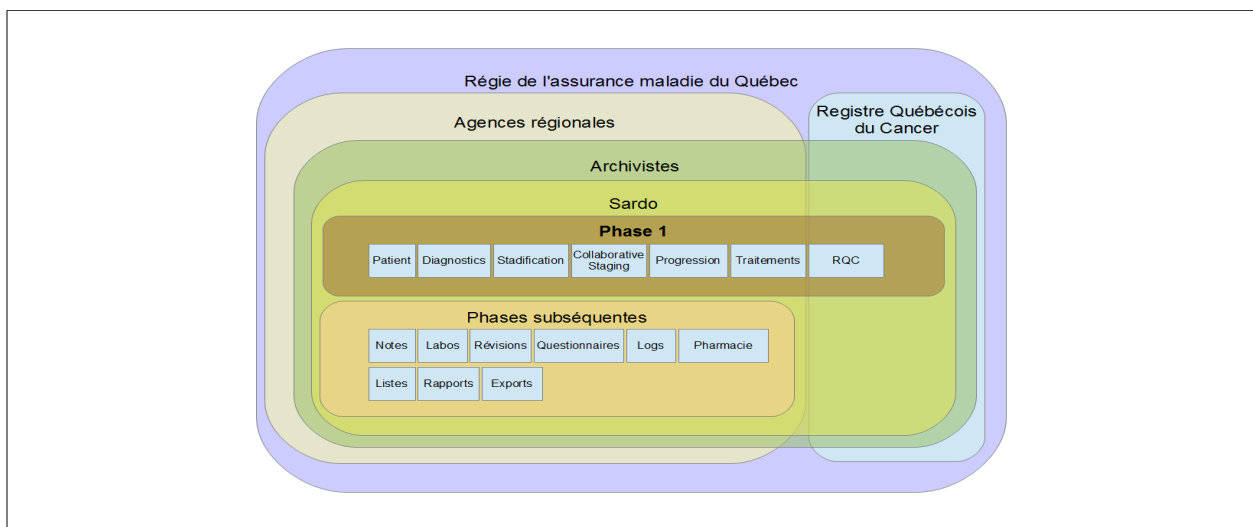 Régie de l'assurance maladie du Québec
Agences régionales
Registre Québécois
du Cancer
Archivistes
Sardo
Phase 1
Patient
Diagnostics
Stadification
Collaborative
Staging
Progression
Traitements
RQC
Phases subséquentes
Notes
Labos
Révisions
Questionnaires
Logs
Pharmacie
Listes
Rapports
Exports